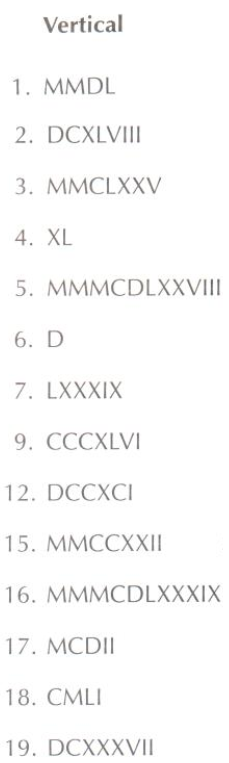 Vertical
1. MMDL
2. DCXLVIII
3. MMCLXXV
4. XL
5. MMMCDLXXVIII
6. D
7. LXXXIX
9. CCCXLVI
12. DCCXCI
15. MMCCXXII
16. MMMCDLXXXIX
17. MCDII
18. CMLI
19. DCXXXVII